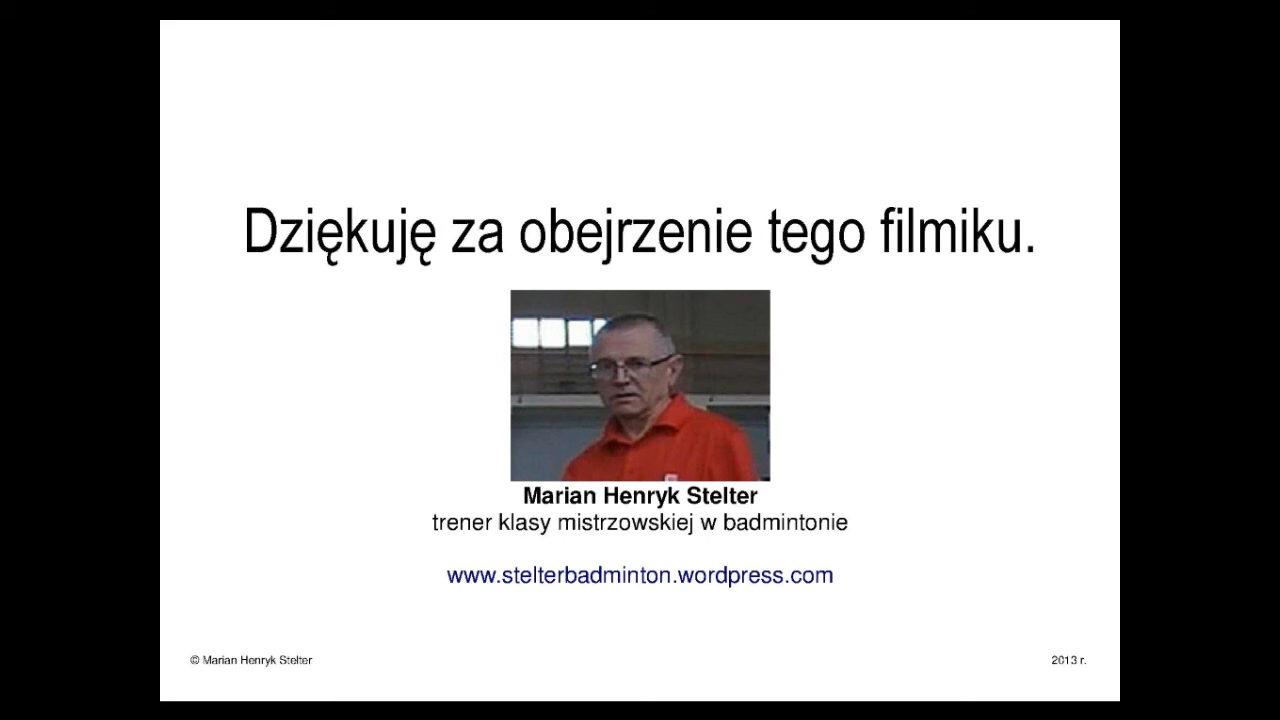 Dziękuję za obejrzenie tego filmiku.
Marian Henryk Stelter
trener klasy mistrzowskiej w badmintonie
www.stelterbadminton.wordpress.com
© Marian Henryk Stelter
2013 r.